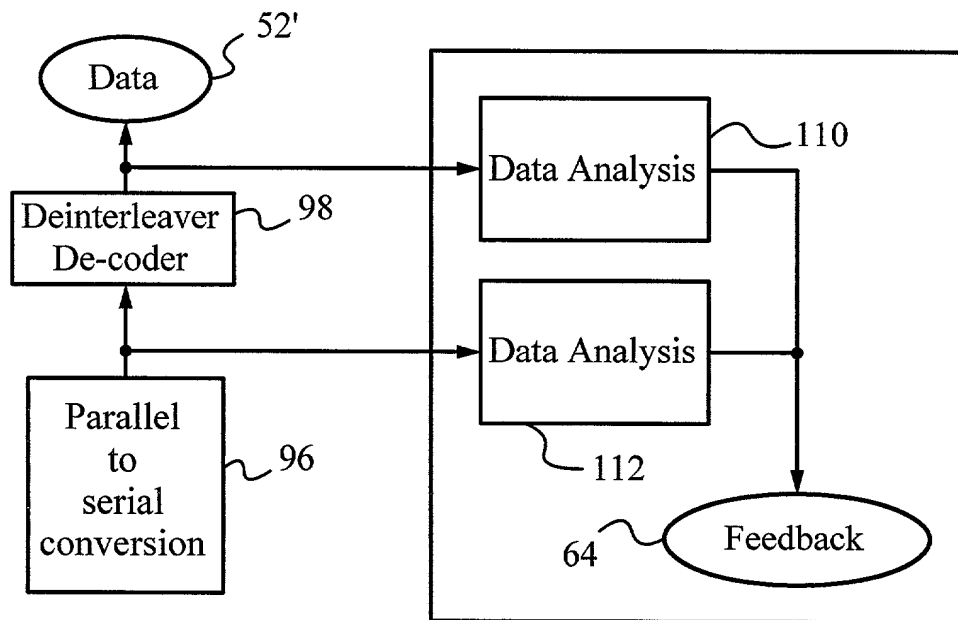 52'
Data
110
Data Analysis
98
Deinterleaver
De-coder
Data Analysis
Parallel
to
serial
conversion
96
112
64
Feedback